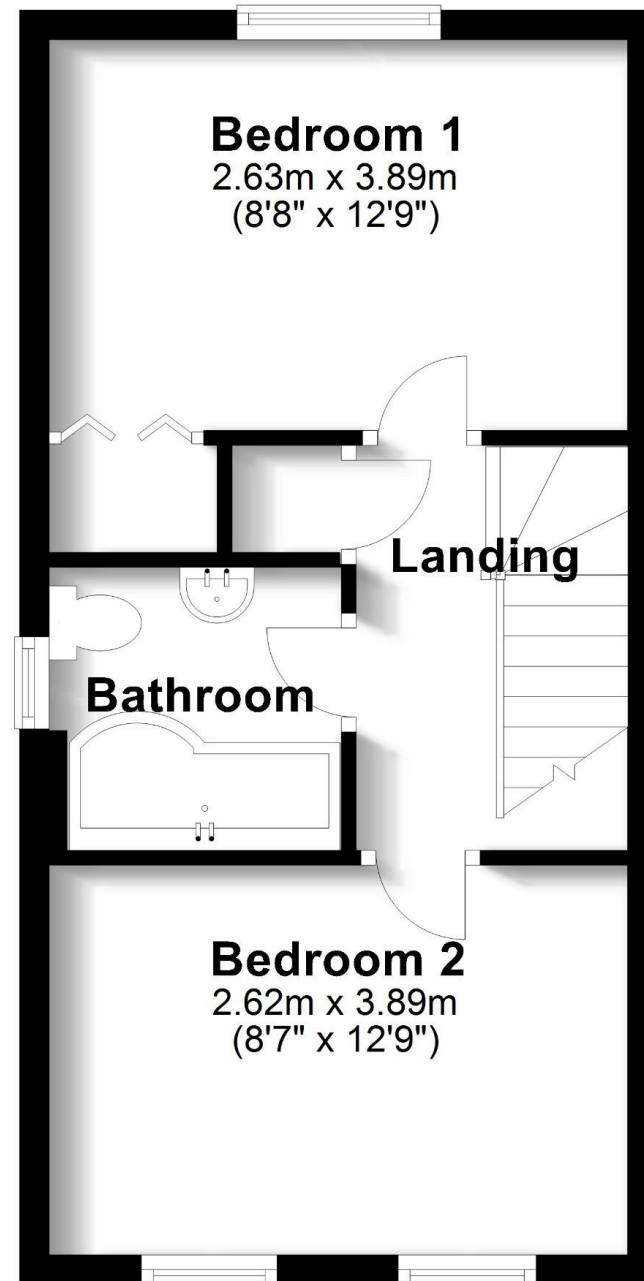 Bedroom 1
2.63m x 3.89m
(8'8" x 12'9")
Landing
Bathroom
Bedroom 2
2.62m x 3.89m
(8'7" x 12'9")